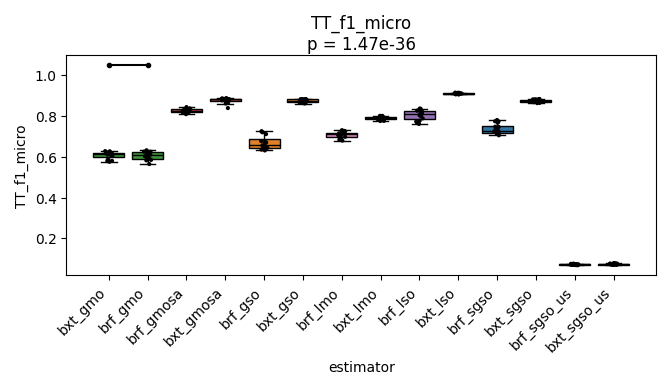 TT_f1_micro
p = 1.47e-36
TT_f1_micro
1.0
0.8
0.6
0.4
0.2
bxt_gmo
brf_gmo
brf_gmosa
bxt_gmosa
brf_gso
bxt_gso
brf_lmo
bxt_lmo
brf_lso
bxt_lso
brf_sgso
bxt_sgso
brf_sgso_us
bxt_sgso_us
estimator